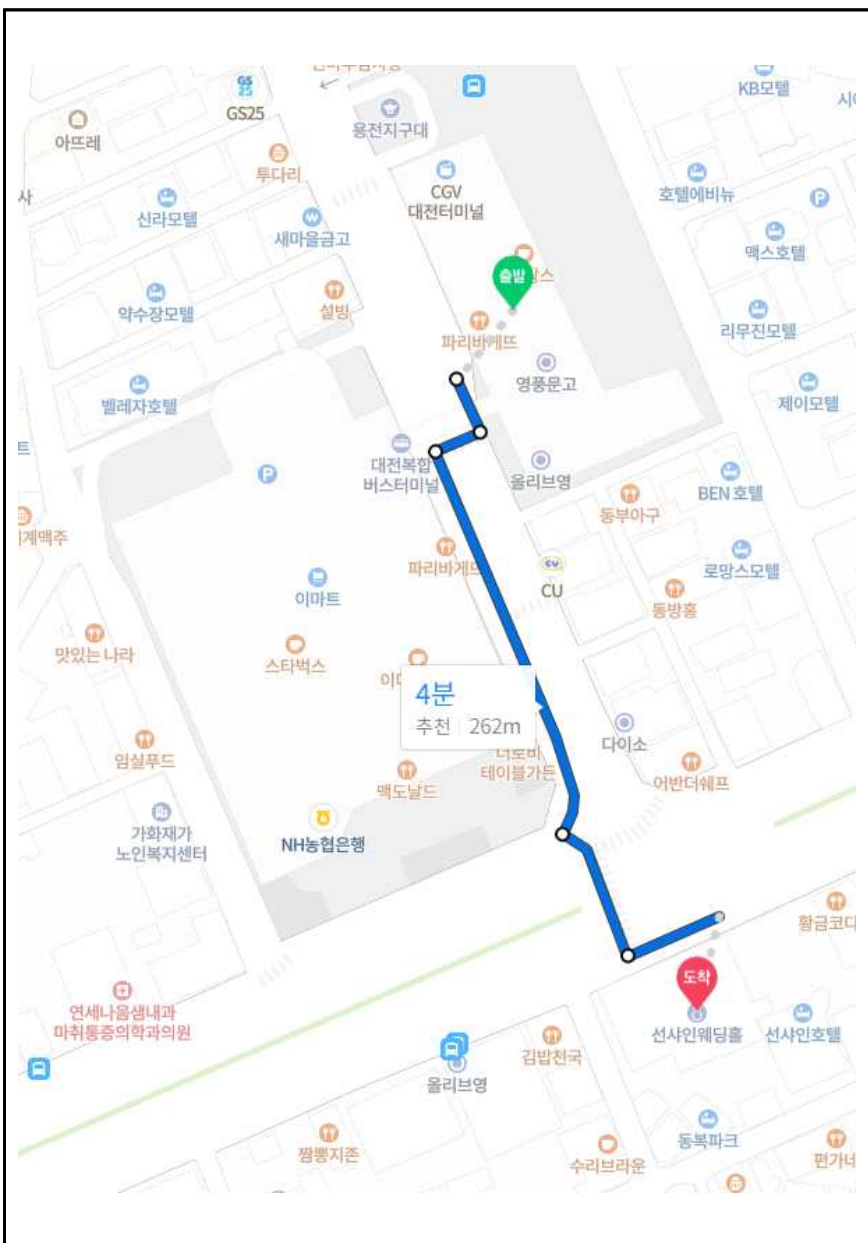 GS
25
GS25
아뜨레
투다리
용전지구대
KB모텔
CGV
대전터미널
호텔에비뉴
신라모텔
새마을금고
맥스호텔
출발
약수장모텔
설빙
파리바게뜨
리무진모텔
영풍문고
벨레자호텔
제이모텔
대전복합
버스터미널
올리브영
BEN 호텔
동부아구
파리바게뜨
CU
로망스모텔
이마트
동방홍
맛있는 나라
스타벅스
4분
추천 262m
다이소
임실푸드
테이블가든
어반더쉐프
맥도날드
가화재가
노인복지센터
NH농협은행
황금코다
도착
연세나음샘내과
마취통증의학과의원
선샤인웨딩홀
선샤인호텔
김밥천국
올리브영
동복파크
짬뽕지존
수리브라운
편가네